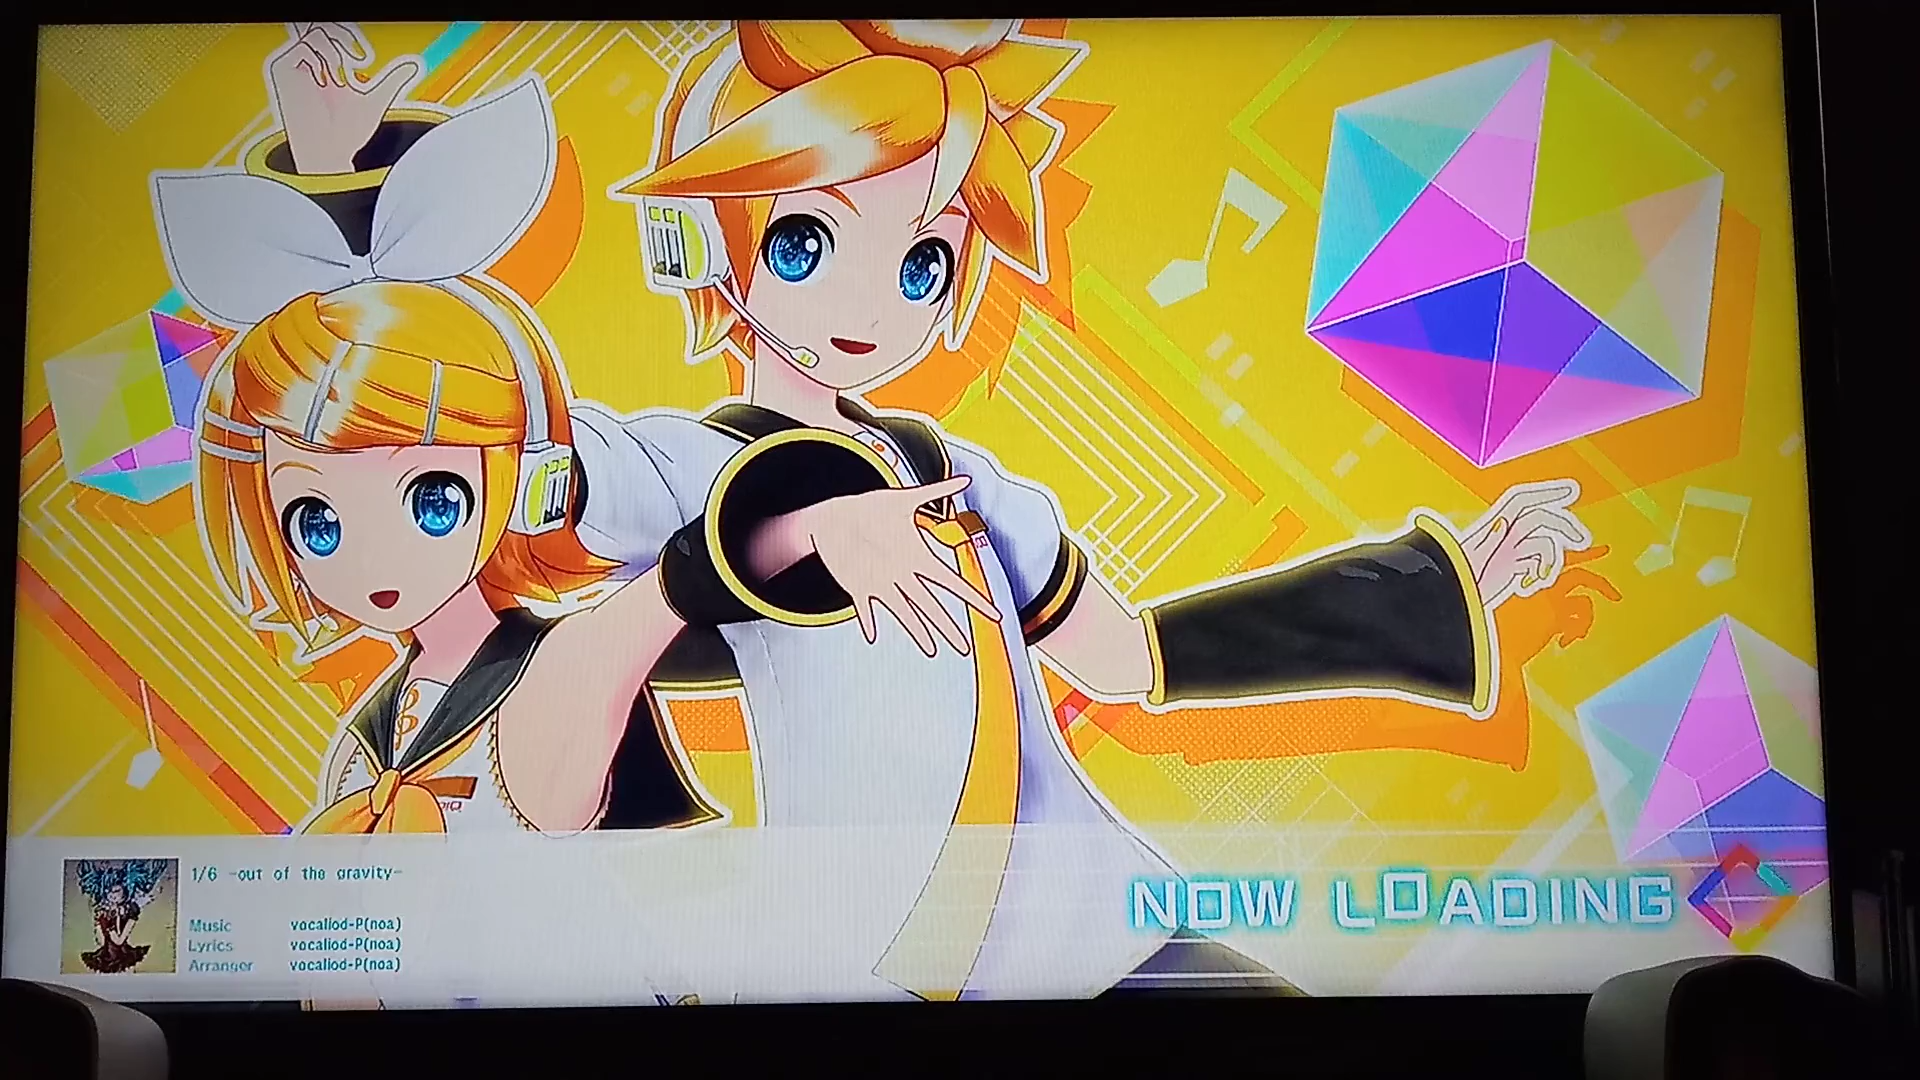 1/6 -out of the gravity-
Music vocaliod-P(noa)
Lyrics vocaliod-P(noa)
Arranger vocaliod-P(noa)
NOW LOADING